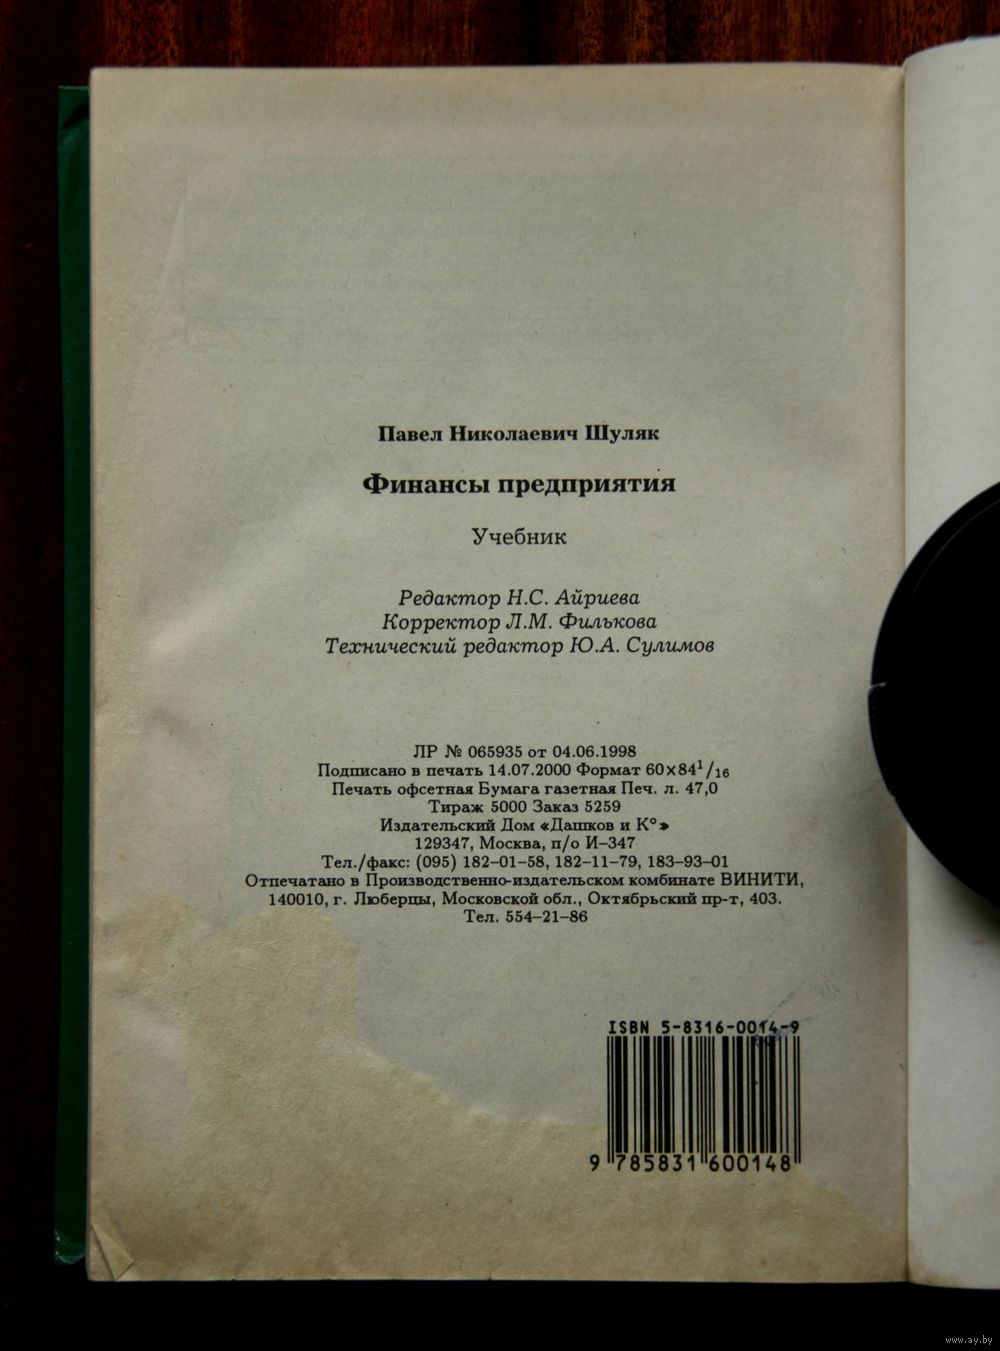 Павел Николаевич Шуляк
Финансы предприятия
Учебник
Редактор Н.С. Айриева
Корректор Л.М. Филькова
Технический редактор Ю.А. Сулимов
ЛР № 065935 от 04.06.1998
Подписано в печать 14.07.2000 Формат 60x84¹/₁₆
Печать офсетная Бумага газетная Печ. л. 47,0
Тираж 5000 Заказ 5259
Издательский Дом «Дашков и К°»
129347, Москва, п/о И–347
Тел./факс: (095) 182–01–58, 182–11–79, 183–93–01
Отпечатано в Производственно-издательском комбинате ВИНИТИ,
140010, г. Люберцы, Московской обл., Октябрьский пр-т, 403.
Тел. 554–21–86
ISBN 5-8316-0014-9
9 785831 600148
www.ay.by